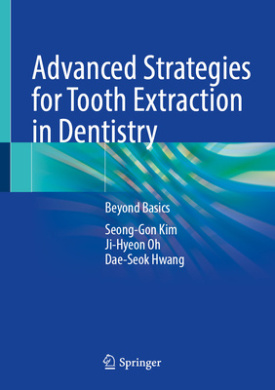 Advanced Strategies
for Tooth Extraction
in Dentistry
Beyond Basics
Seong-Gon Kim
Ji-Hyeon Oh
Dae-Seok Hwang
Springer